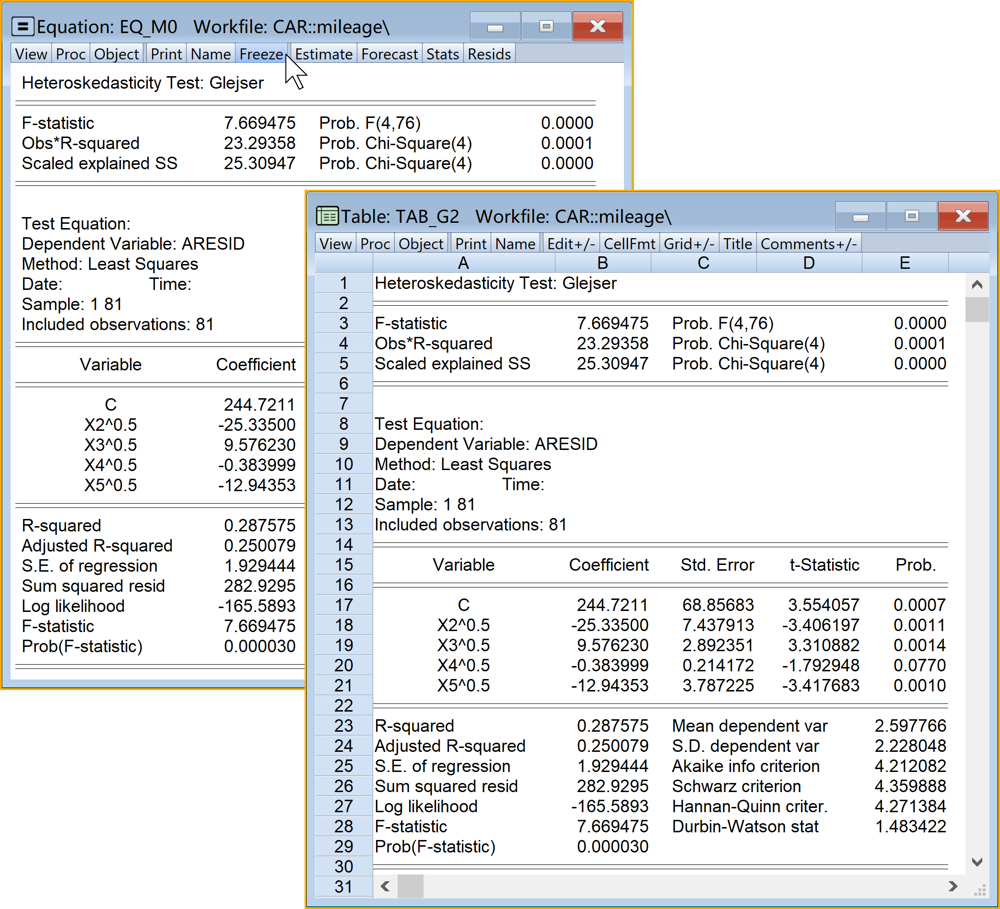 Equation: EQ_M0 Workfile: CAR::mileage\
View Proc Object Print Name Freeze Estimate Forecast Stats Resids
Heteroskedasticity Test: Glejser
F-statistic 7.669475 Prob. F(4,76) 0.0000
Obs*R-squared 23.29358 Prob. Chi-Square(4) 0.0001
Scaled explained SS 25.30947 Prob. Chi-Square(4) 0.0000
Test Equation:
Dependent Variable: ARESID
Method: Least Squares
Date: Time:
Sample: 1 81
Included observations: 81
Variable Coefficient
C 244.7211
X2^0.5 -25.33500
X3^0.5 9.576230
X4^0.5 -0.383999
X5^0.5 -12.94353
R-squared 0.287575
Adjusted R-squared 0.250079
S.E. of regression 1.929444
Sum squared resid 282.9295
Log likelihood -165.5893
F-statistic 7.669475
Prob(F-statistic) 0.000030
Table: TAB_G2 Workfile: CAR::mileage\
View Proc Object Print Name Edit+/- CellFmt Grid+/- Title Comments+/-
A B C D E
1 Heteroskedasticity Test: Glejser
2
3 F-statistic 7.669475 Prob. F(4,76) 0.0000
4 Obs*R-squared 23.29358 Prob. Chi-Square(4) 0.0001
5 Scaled explained SS 25.30947 Prob. Chi-Square(4) 0.0000
6
7
8 Test Equation:
9 Dependent Variable: ARESID
10 Method: Least Squares
11 Date: Time:
12 Sample: 1 81
13 Included observations: 81
14
15 Variable Coefficient Std. Error t-Statistic Prob.
16
17 C 244.7211 68.85683 3.554057 0.0007
18 X2^0.5 -25.33500 7.437913 -3.406197 0.0011
19 X3^0.5 9.576230 2.892351 3.310882 0.0014
20 X4^0.5 -0.383999 0.214172 -1.792948 0.0770
21 X5^0.5 -12.94353 3.787225 -3.417683 0.0010
22
23 R-squared 0.287575 Mean dependent var 2.597766
24 Adjusted R-squared 0.250079 S.D. dependent var 2.228048
25 S.E. of regression 1.929444 Akaike info criterion 4.212082
26 Sum squared resid 282.9295 Schwarz criterion 4.359888
27 Log likelihood -165.5893 Hannan-Quinn criter. 4.271384
28 F-statistic 7.669475 Durbin-Watson stat 1.483422
29 Prob(F-statistic) 0.000030
30
31